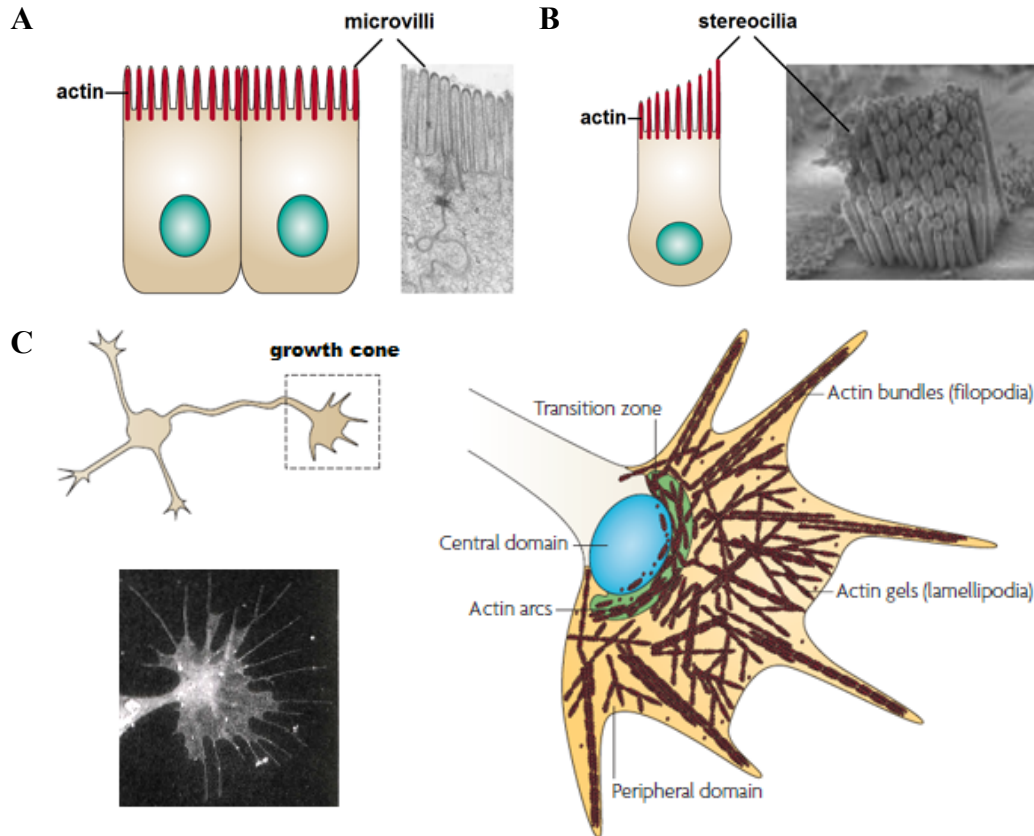 A
microvilli
actin
B
stereocilia
actin
C
growth cone
Transition zone
Actin bundles (filopodia)
Central domain
Actin gels (lamellipodia)
Actin arcs
Peripheral domain